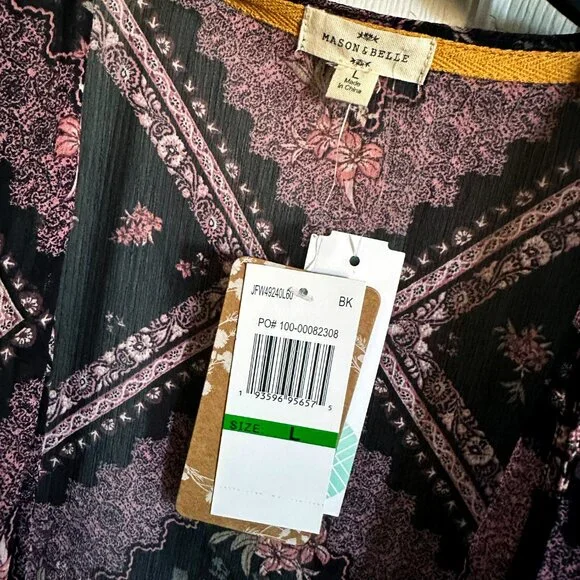 MASON & BELLE
L
Made
in China
JFW49240L60
BK
PO# 100-00082308
1 93596 95657 5
SIZE L